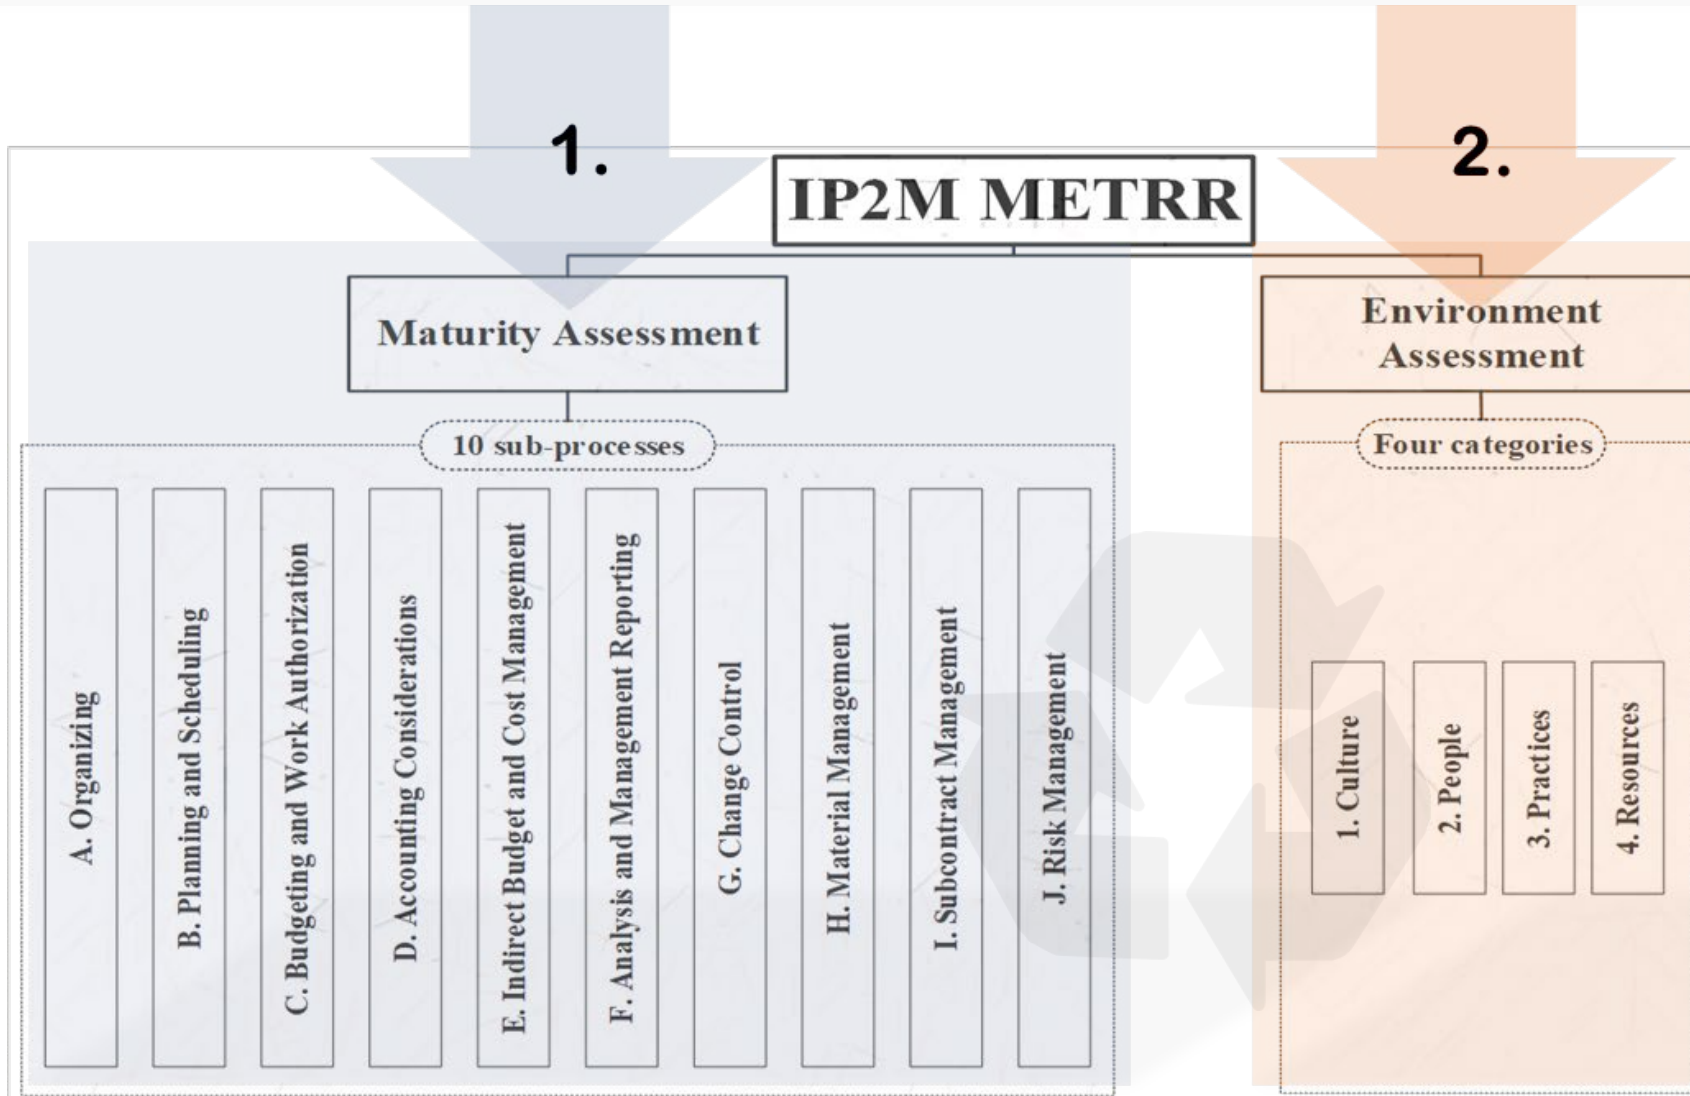 1.
2.
IP2M METRR
Maturity Assessment
Environment
Assessment
10 sub-processes
Four categories
A. Organizing
B. Planning and Scheduling
C. Budgeting and Work Authorization
D. Accounting Considerations
E. Indirect Budget and Cost Management
F. Analysis and Management Reporting
G. Change Control
H. Material Management
I. Subcontract Management
J. Risk Management
1. Culture
2. People
3. Practices
4. Resources